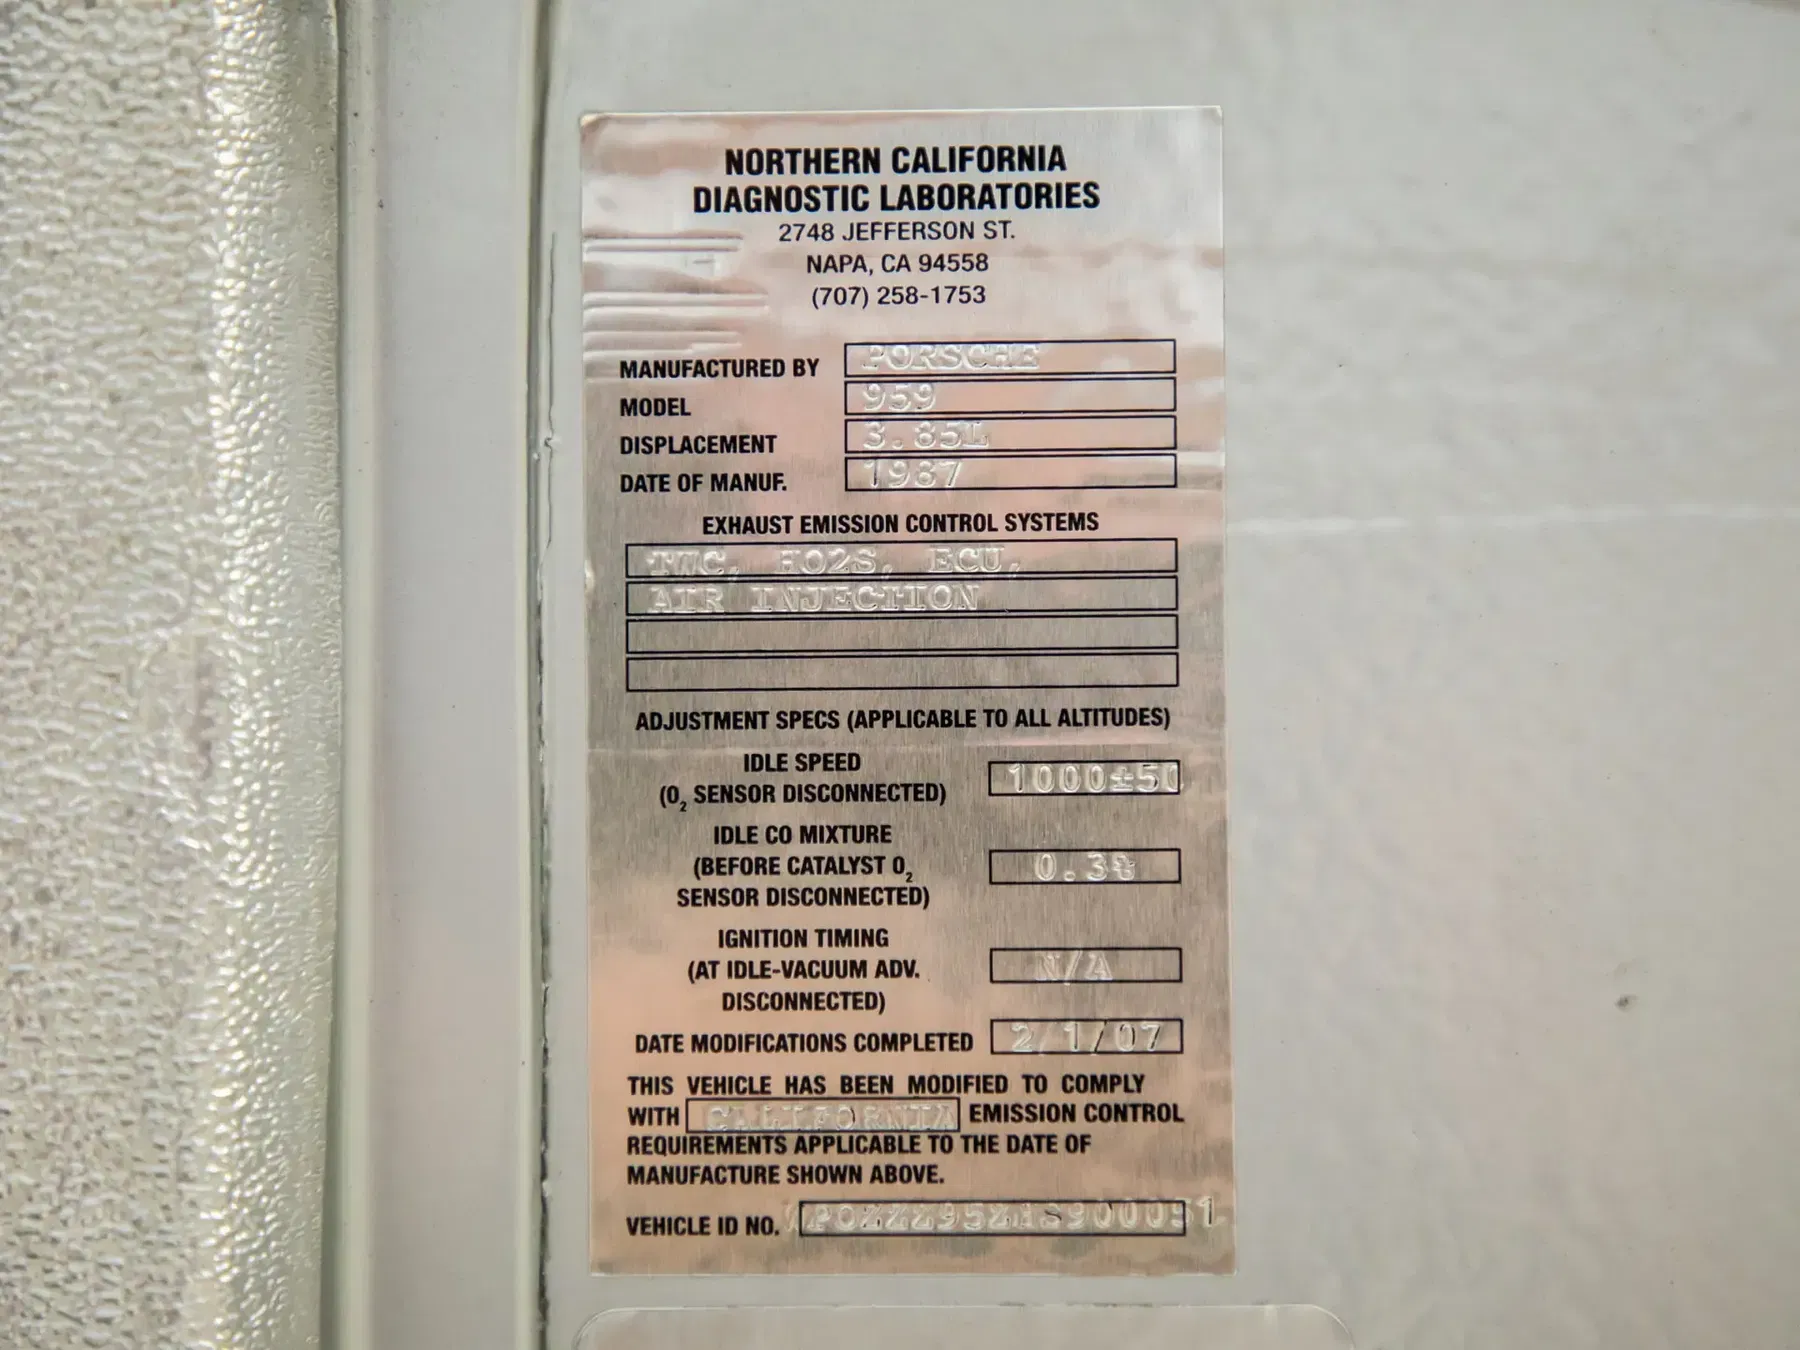 NORTHERN CALIFORNIA
DIAGNOSTIC LABORATORIES
2748 JEFFERSON ST.
NAPA, CA 94558
(707) 258-1753
MANUFACTURED BY PORSCHE
MODEL 959
DISPLACEMENT 3.85L
DATE OF MANUF. 1987
EXHAUST EMISSION CONTROL SYSTEMS
TWC, HO2S, ECU,
AIR INJECTION
ADJUSTMENT SPECS (APPLICABLE TO ALL ALTITUDES)
IDLE SPEED
(O₂ SENSOR DISCONNECTED) 1000±50
IDLE CO MIXTURE
(BEFORE CATALYST O₂ 0.3%
SENSOR DISCONNECTED)
IGNITION TIMING
(AT IDLE-VACUUM ADV. N/A
DISCONNECTED)
DATE MODIFICATIONS COMPLETED 2/1/07
THIS VEHICLE HAS BEEN MODIFIED TO COMPLY
WITH CALIFORNIA EMISSION CONTROL
REQUIREMENTS APPLICABLE TO THE DATE OF
MANUFACTURE SHOWN ABOVE.
VEHICLE ID NO.